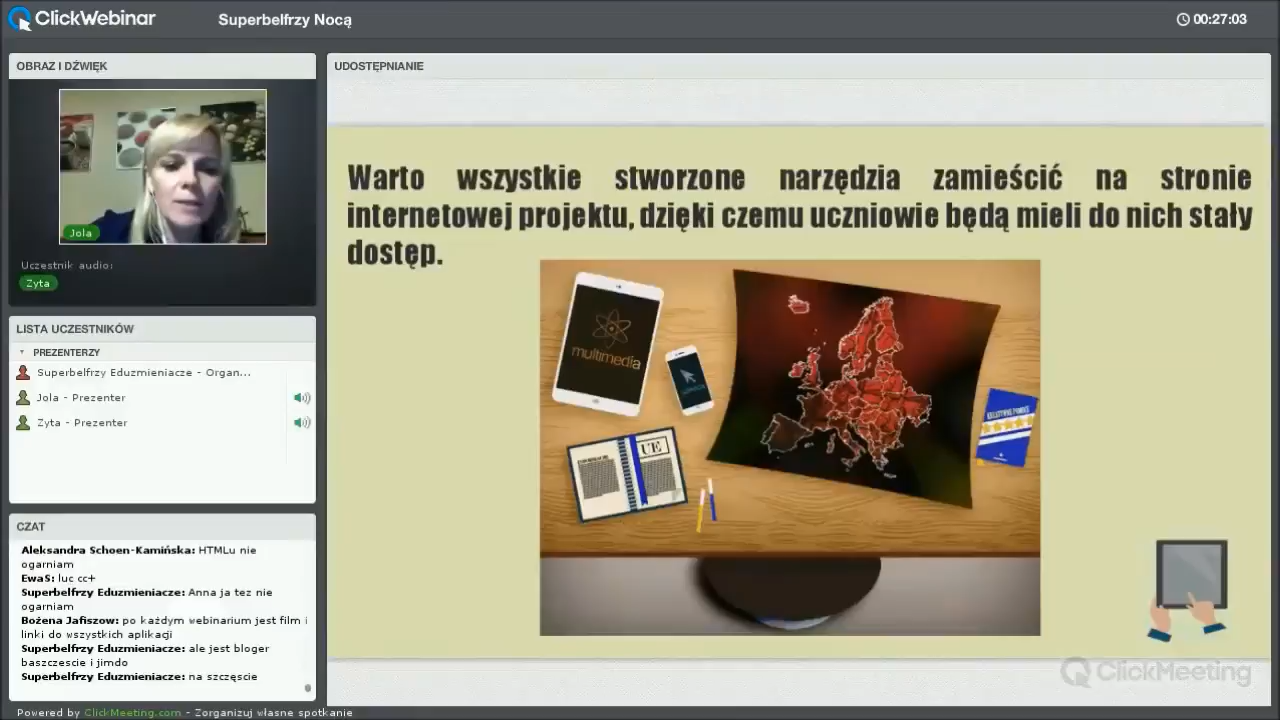 ClickWebinar
Superbelfrzy Nocą
00:27:03
OBRAZ I DŹWIĘK
Jola
Uczestnik audio:
Zyta
LISTA UCZESTNIKÓW
PREZENTERZY
Superbelfrzy Eduzmieniacze - Organ...
Jola - Prezenter
Zyta - Prezenter
CZAT
Aleksandra Schoen-Kamińska: HTMLu nie
ogarniam
EwaS: luc cc+
Superbelfrzy Eduzmieniacze: Anna ja tez nie
ogarniam
Bożena Jafiszow: po każdym webinarium jest film i
linki do wszystkich aplikacji
Superbelfrzy Eduzmieniacze: ale jest bloger
baszczescie i jimdo
Superbelfrzy Eduzmieniacze: na szczęscie
Powered by ClickMeeting.com - Zorganizuj własne spotkanie
UDOSTĘPNIANIE
Warto wszystkie stworzone narzędzia zamieścić na stronie
internetowej projektu, dzięki czemu uczniowie będą mieli do nich stały
dostęp.
multimedia
UE
ClickMeeting